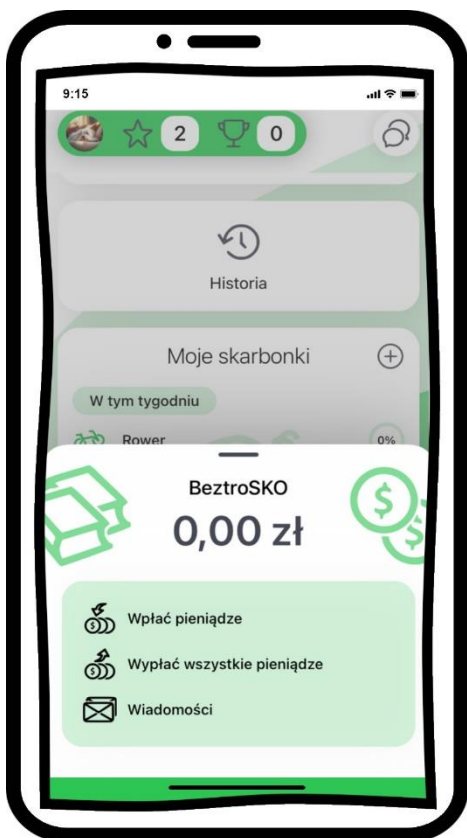 9:15
2 0
Historia
Moje skarbonki
W tym tygodniu
Rower 0%
BeztroSKO
0,00 zł
Wpłać pieniądze
Wypłać wszystkie pieniądze
Wiadomości